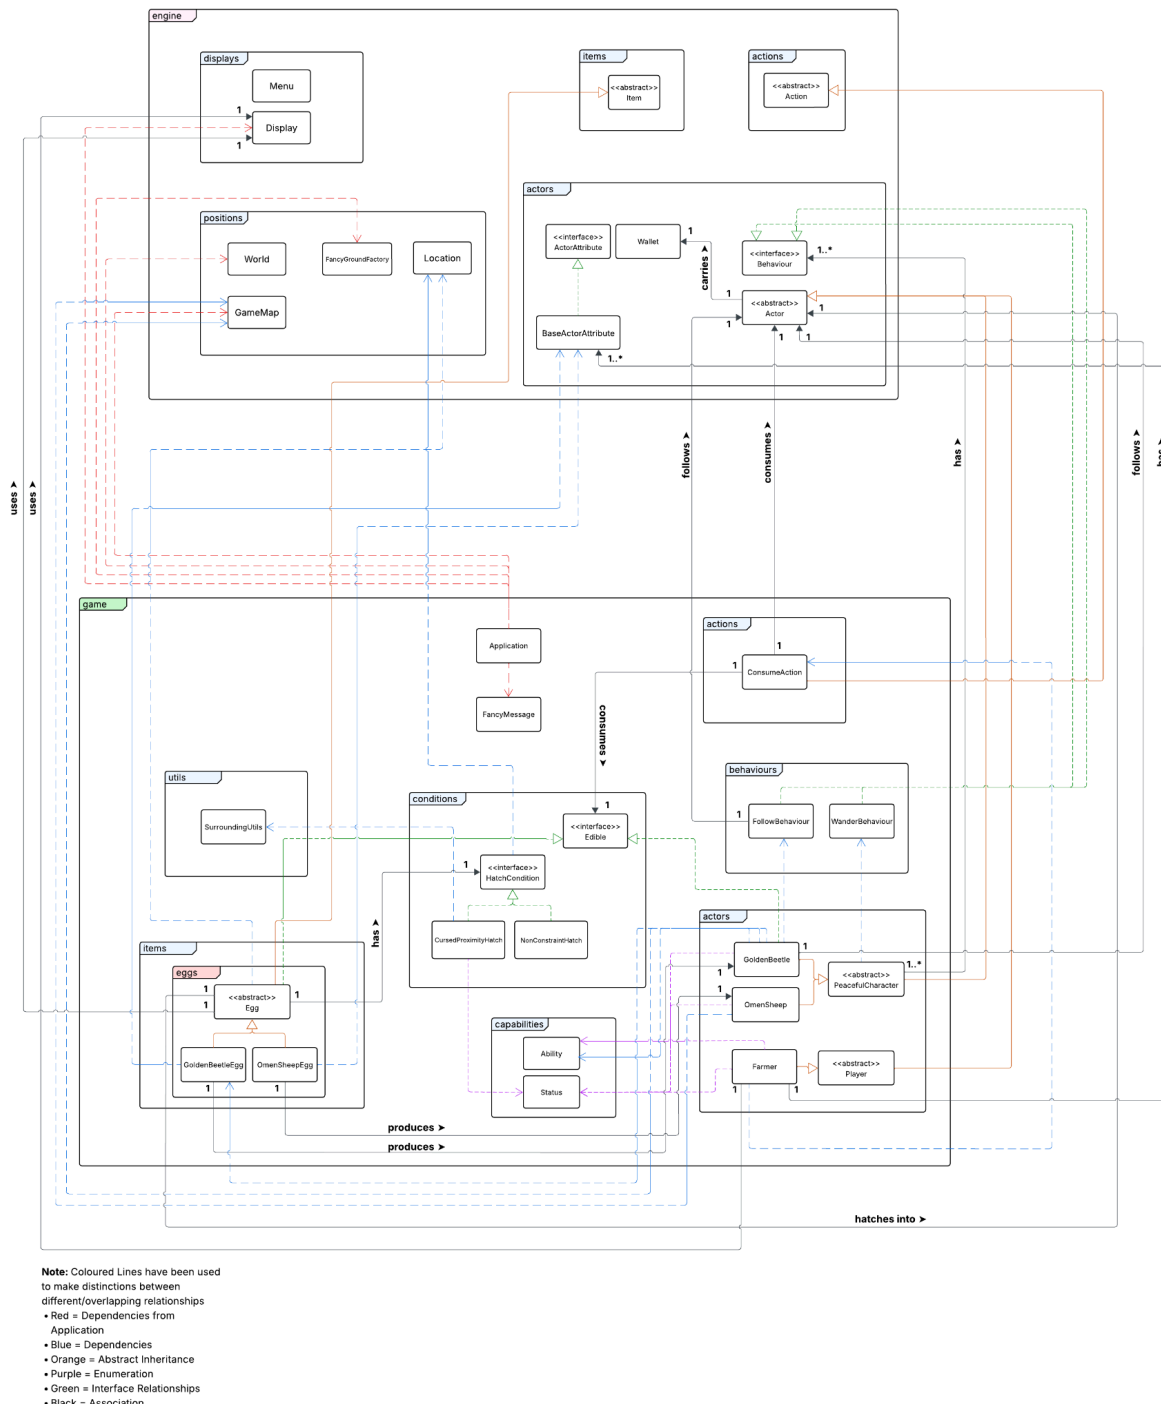 engine
displays
Menu
1
Display
1
items
<<abstract>>
Item
actions
<<abstract>>
Action
positions
World
FancyGroundFactory
Location
GameMap
actors
<<interface>>
ActorAttribute
Wallet
1
carries ➤
<<interface>>
Behaviour
1..*
1
<<abstract>>
Actor
1
1
1
1
BaseActorAttribute
1..*
follows ➤
consumes ➤
has ➤
follows ➤
uses ➤
uses ➤
game
Application
FancyMessage
actions
1
1
ConsumeAction
consumes ➤
utils
SurroundingUtils
conditions
1
<<interface>>
Edible
1
<<interface>>
HatchCondition
CursedProximityHatch
NonConstraintHatch
behaviours
1
FollowBehaviour
WanderBehaviour
has ➤
actors
GoldenBeetle
1
1
1
OmenSheep
<<abstract>>
PeacefulCharacter
1..*
Farmer
1
1
<<abstract>>
Player
items
eggs
1
1
<<abstract>>
Egg
1
GoldenBeetleEgg
OmenSheepEgg
1
1
capabilities
Ability
Status
produces ➤
produces ➤
hatches into ➤
Note: Coloured Lines have been used
to make distinctions between
different/overlapping relationships
• Red = Dependencies from
Application
• Blue = Dependencies
• Orange = Abstract Inheritance
• Purple = Enumeration
• Green = Interface Relationships
• Black = Association